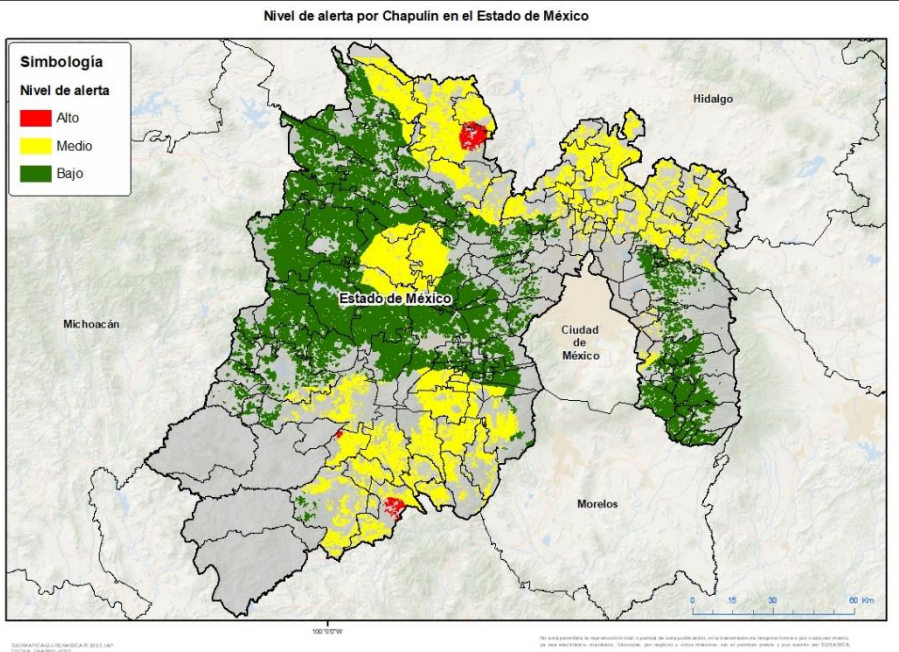 Nivel de alerta por Chapulín en el Estado de México
Simbología
Nivel de alerta
Alto
Medio
Bajo
Hidalgo
Estado de México
Michoacán
Ciudad
de
México
Morelos
0 15 30 60 Km
100°0'0"W